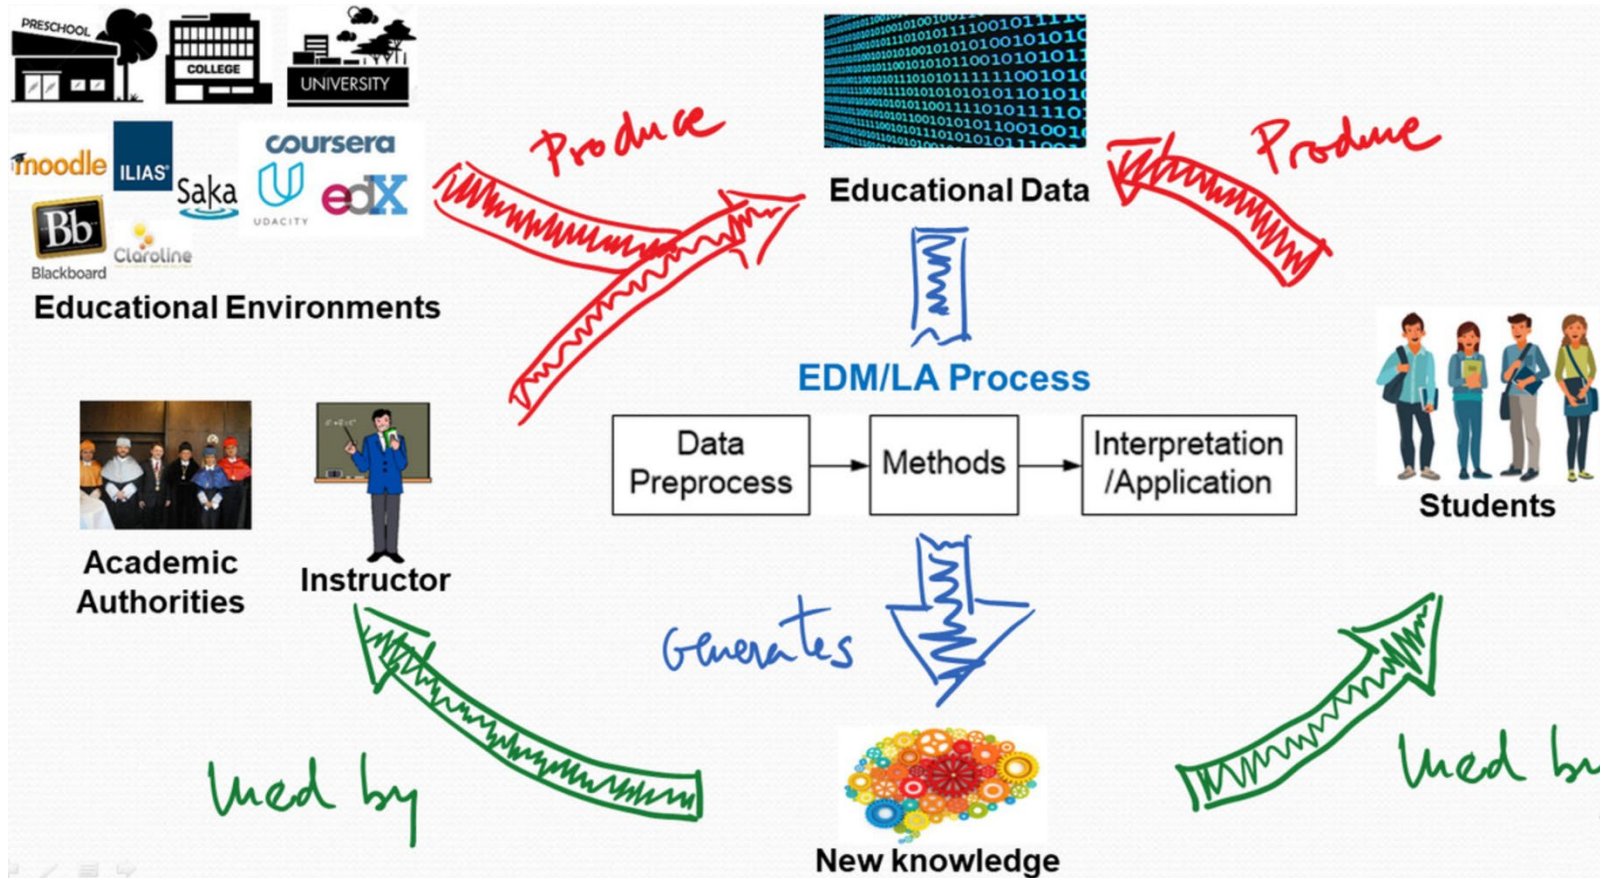 PRESCHOOL
COLLEGE
UNIVERSITY
moodle
ILIAS
Saka
coursera
UDACITY
edX
Bb
Blackboard
Claroline
Educational Environments
Produce
Educational Data
Produce
EDM/LA Process
Data
Preprocess
Methods
Interpretation
/Application
Students
Academic
Authorities
Instructor
Generates
used by
used by
New knowledge